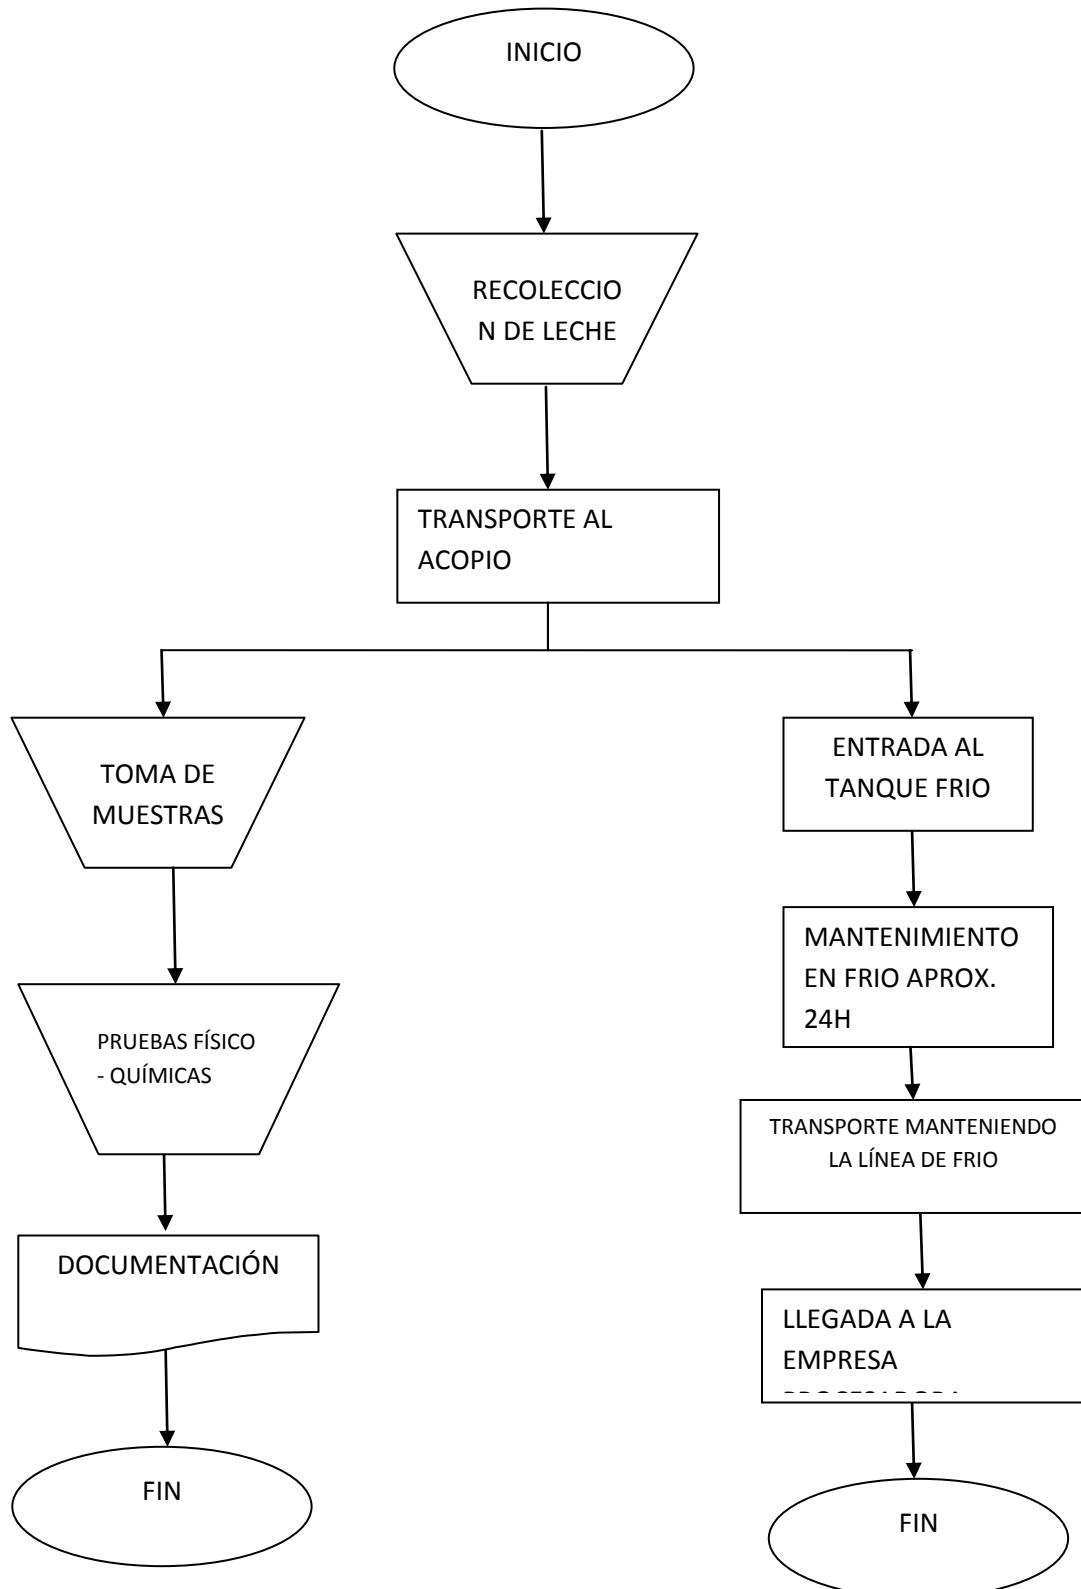 INICIO
RECOLECCIO
N DE LECHE
TRANSPORTE AL
ACOPIO
TOMA DE
MUESTRAS
PRUEBAS FÍSICO
- QUÍMICAS
DOCUMENTACIÓN
FIN
ENTRADA AL
TANQUE FRIO
MANTENIMIENTO
EN FRIO APROX.
24H
TRANSPORTE MANTENIENDO
LA LÍNEA DE FRIO
LLEGADA A LA
EMPRESA
FIN